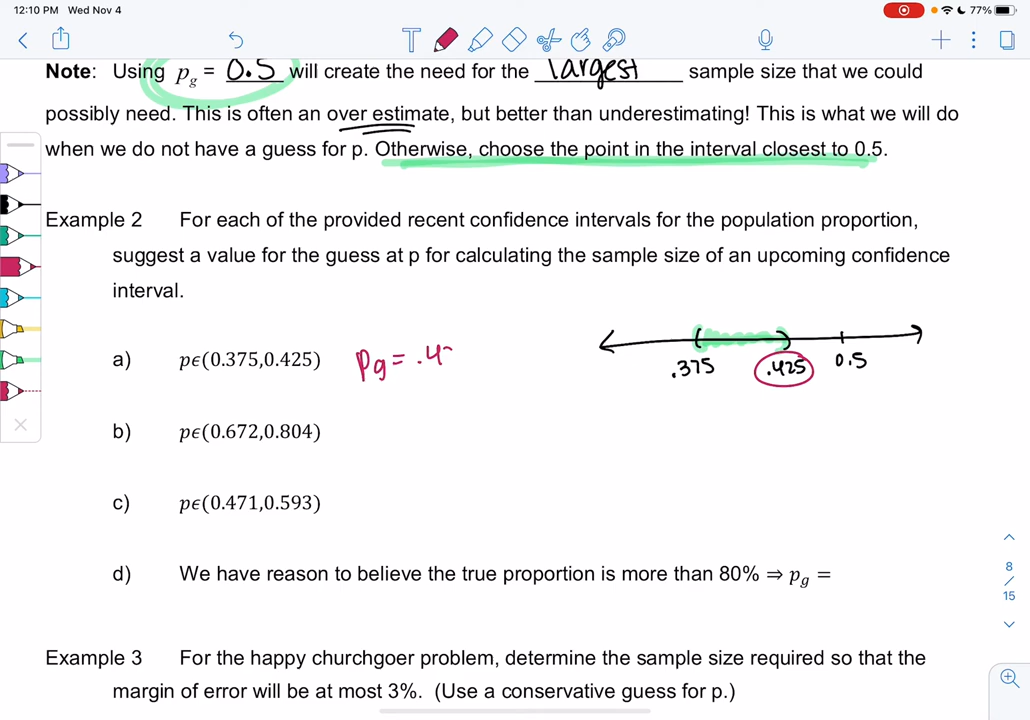 12:10 PM Wed Nov 4
77%
Note: Using p_g = 0.5 will create the need for the largest sample size that we could
possibly need. This is often an over estimate, but better than underestimating! This is what we will do
when we do not have a guess for p. Otherwise, choose the point in the interval closest to 0.5.
Example 2 For each of the provided recent confidence intervals for the population proportion,
suggest a value for the guess at p for calculating the sample size of an upcoming confidence
interval.
a) pϵ(0.375,0.425) Pg = .4
.375 .425 0.5
b) pϵ(0.672,0.804)
c) pϵ(0.471,0.593)
d) We have reason to believe the true proportion is more than 80% ⇒ p_g =
8
/
15
Example 3 For the happy churchgoer problem, determine the sample size required so that the
margin of error will be at most 3%. (Use a conservative guess for p.)